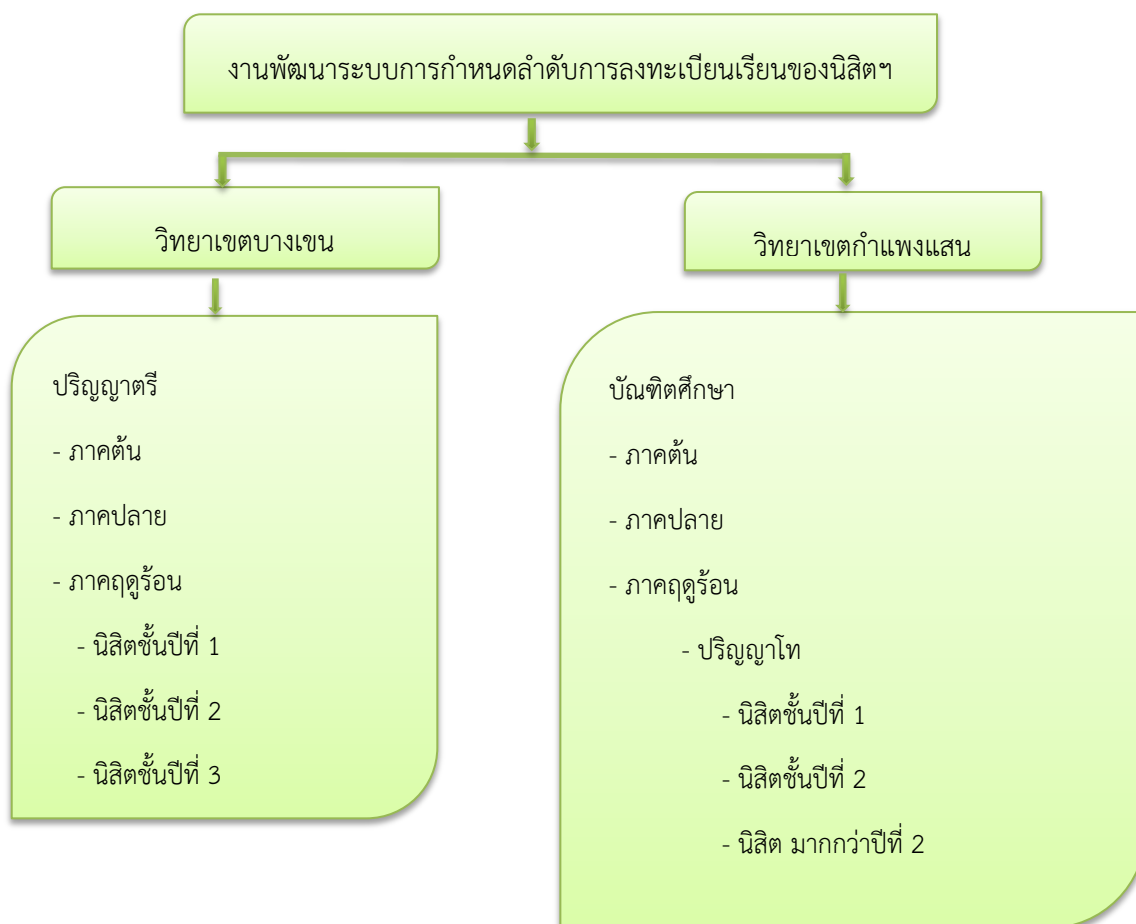 งานพัฒนาระบบการกำหนดลำดับการลงทะเบียนเรียนของนิสิตฯ
วิทยาเขตบางเขน
วิทยาเขตกำแพงแสน
ปริญญาตรี
- ภาคต้น
- ภาคปลาย
- ภาคฤดูร้อน
- นิสิตชั้นปีที่ 1
- นิสิตชั้นปีที่ 2
- นิสิตชั้นปีที่ 3
บัณฑิตศึกษา
- ภาคต้น
- ภาคปลาย
- ภาคฤดูร้อน
- ปริญญาโท
- นิสิตชั้นปีที่ 1
- นิสิตชั้นปีที่ 2
- นิสิต มากกว่าปีที่ 2